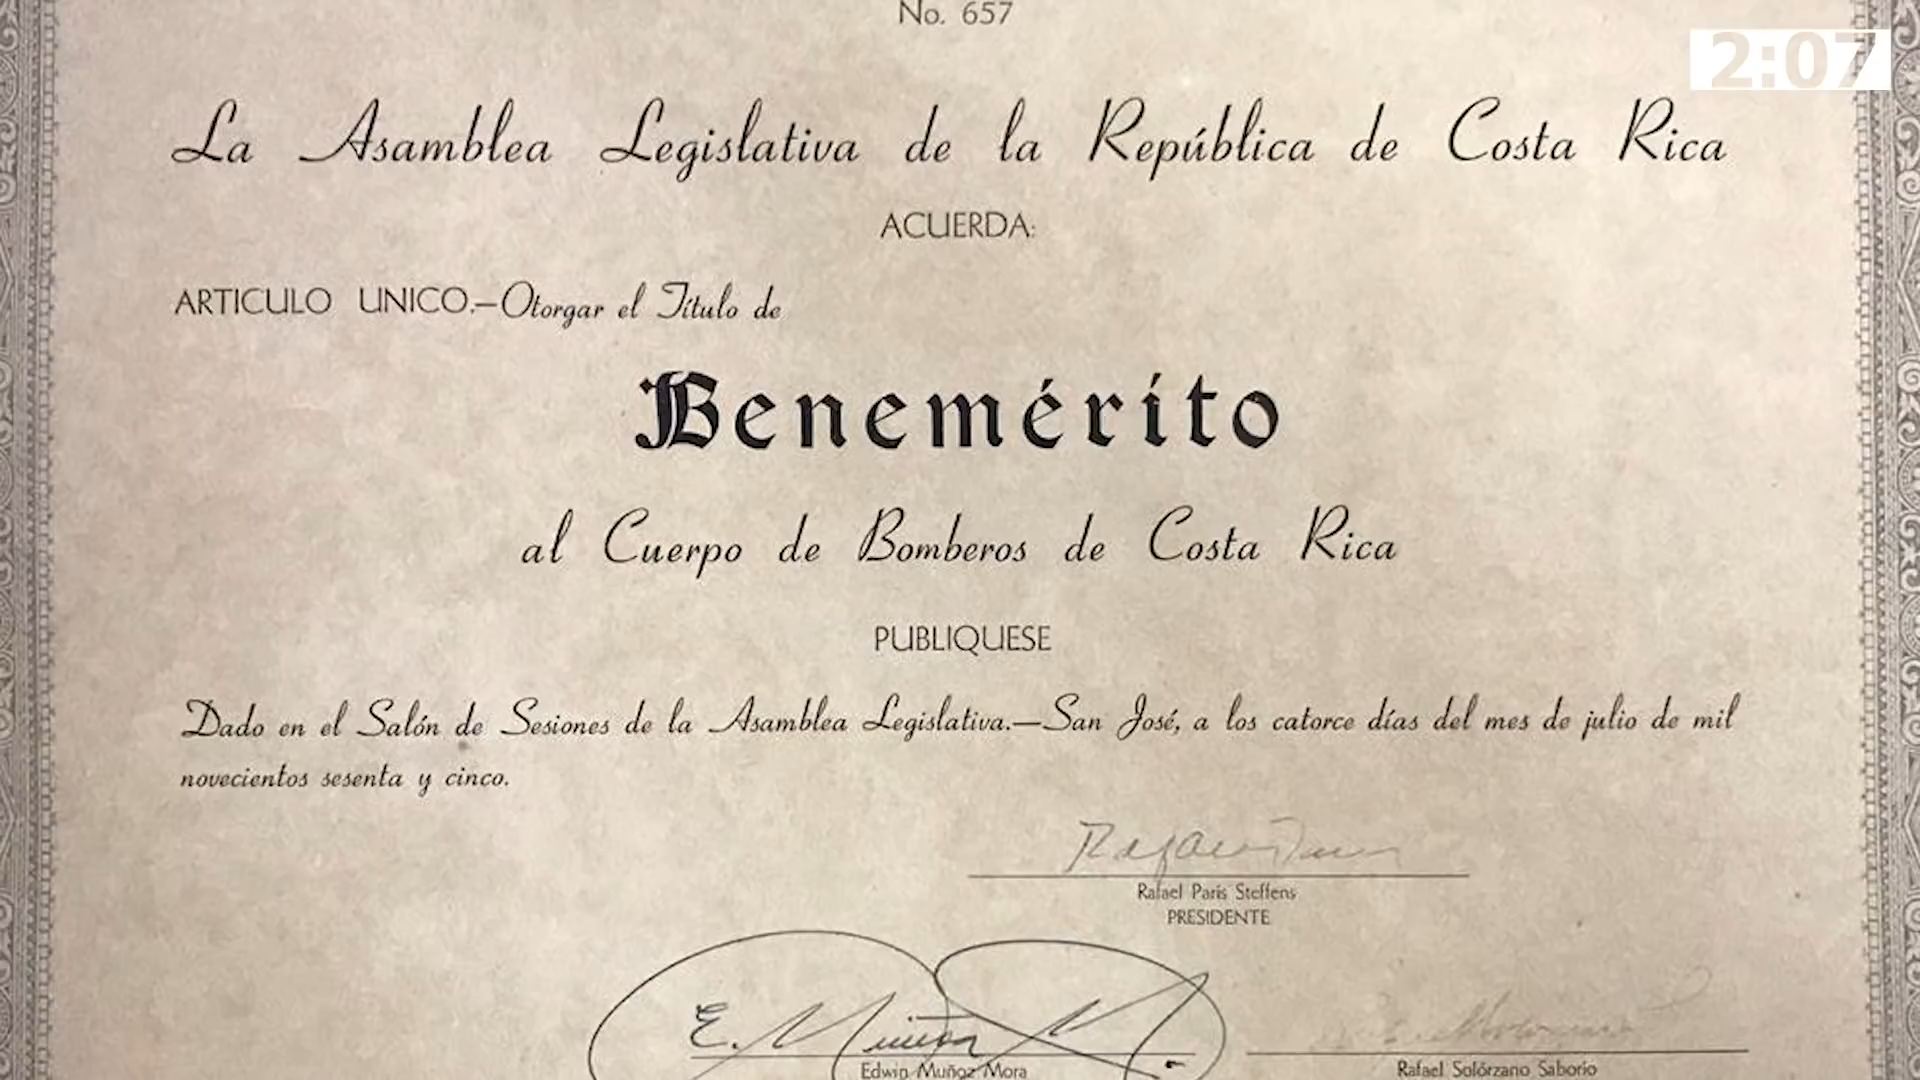 No. 657
2:07
La Asamblea Legislativa de la República de Costa Rica
ACUERDA:
ARTICULO UNICO.—Otorgar el Título de
Benemérito
al Cuerpo de Bomberos de Costa Rica
PUBLIQUESE
Dado en el Salón de Sesiones de la Asamblea Legislativa.—San José, a los catorce días del mes de julio de mil
novecientos sesenta y cinco.
Rafael París Steffens
PRESIDENTE
E. Muñoz M.
Edwin Muñoz Mora
Rafael Solórzano Saborío